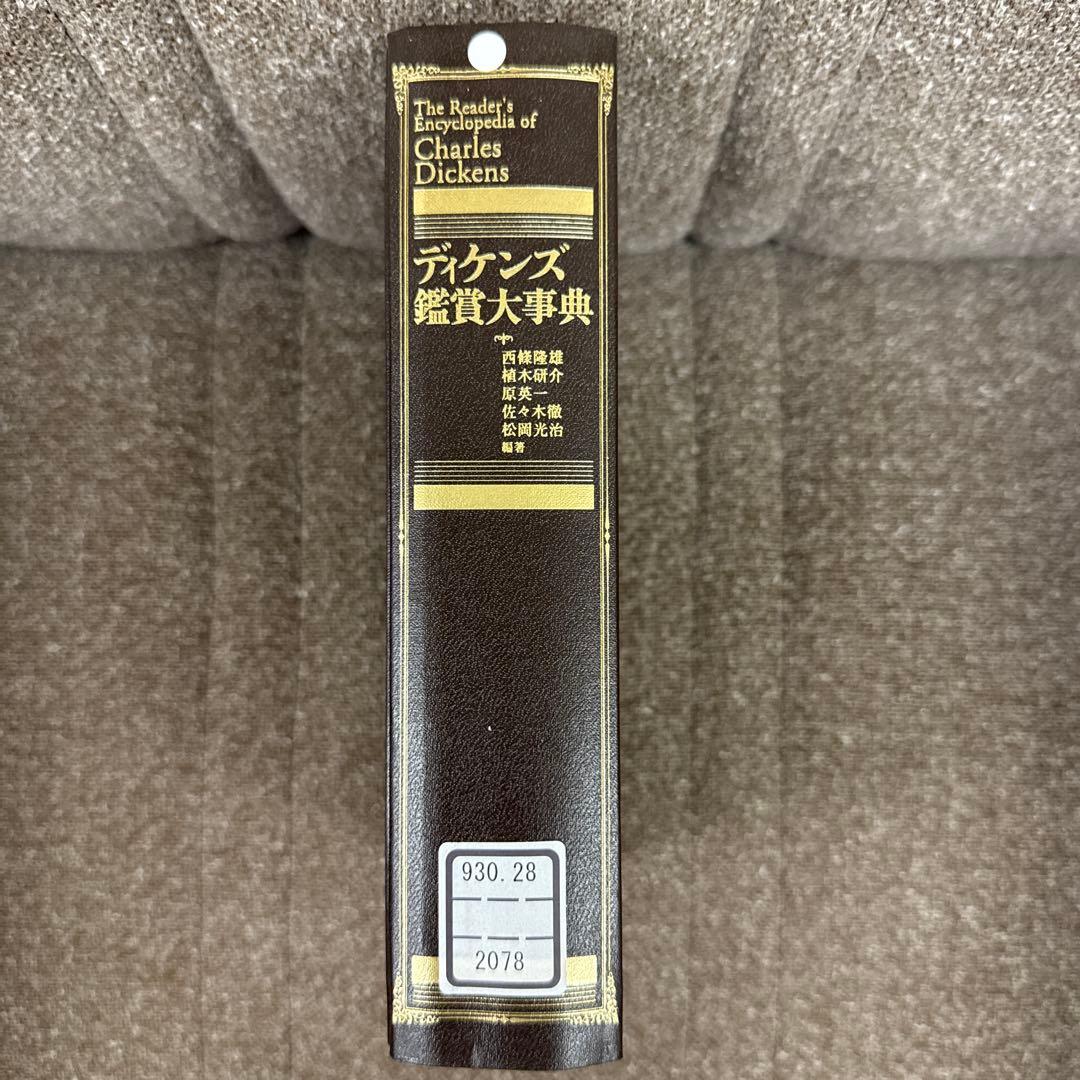 The Reader's
Encyclopedia of
Charles
Dickens
ディケンズ
鑑賞大事典
西條隆雄
植木研介
原英一
佐々木徹
松岡光治
編著
930.28
2078